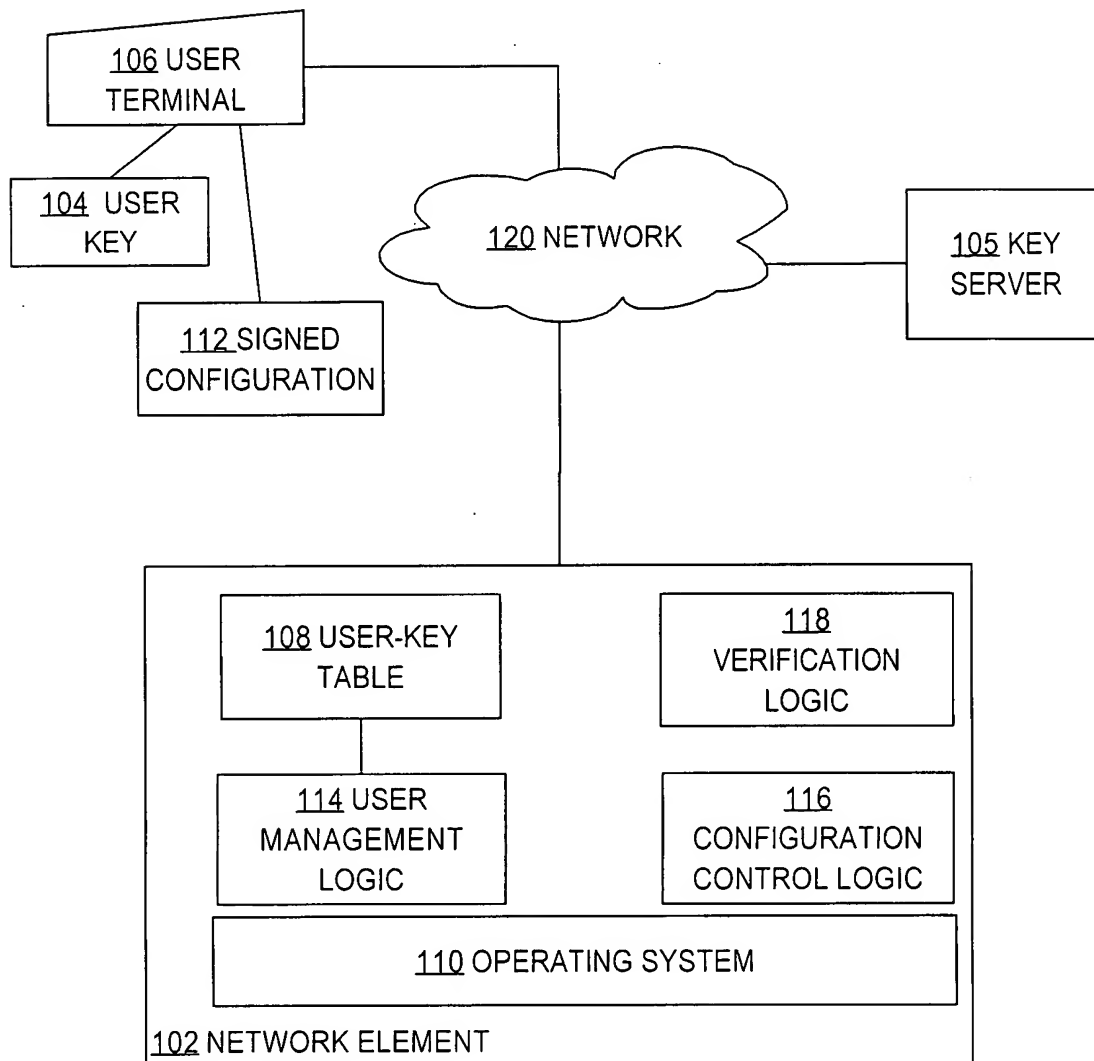 106 USER
TERMINAL
104 USER
KEY
112 SIGNED
CONFIGURATION
120 NETWORK
105 KEY
SERVER
108 USER-KEY
TABLE
118
VERIFICATION
LOGIC
114 USER
MANAGEMENT
LOGIC
116
CONFIGURATION
CONTROL LOGIC
110 OPERATING SYSTEM
102 NETWORK ELEMENT